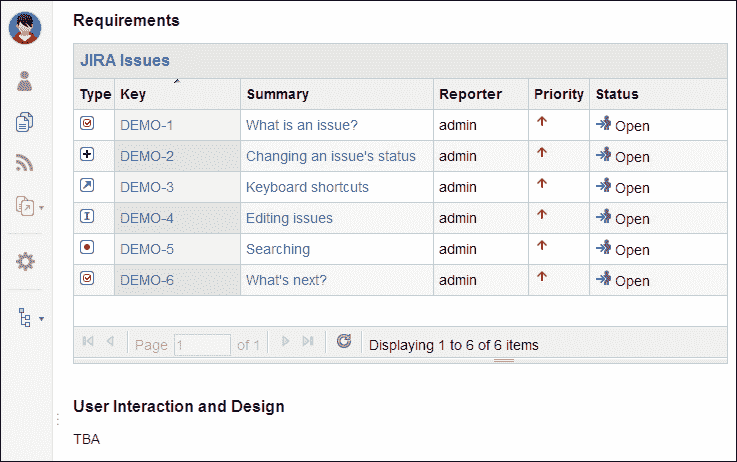 Requirements
JIRA Issues
Type Key Summary Reporter Priority Status
DEMO-1 What is an issue? admin Open
DEMO-2 Changing an issue's status admin Open
DEMO-3 Keyboard shortcuts admin Open
DEMO-4 Editing issues admin Open
DEMO-5 Searching admin Open
DEMO-6 What's next? admin Open
Page 1 of 1 Displaying 1 to 6 of 6 items
User Interaction and Design
TBA